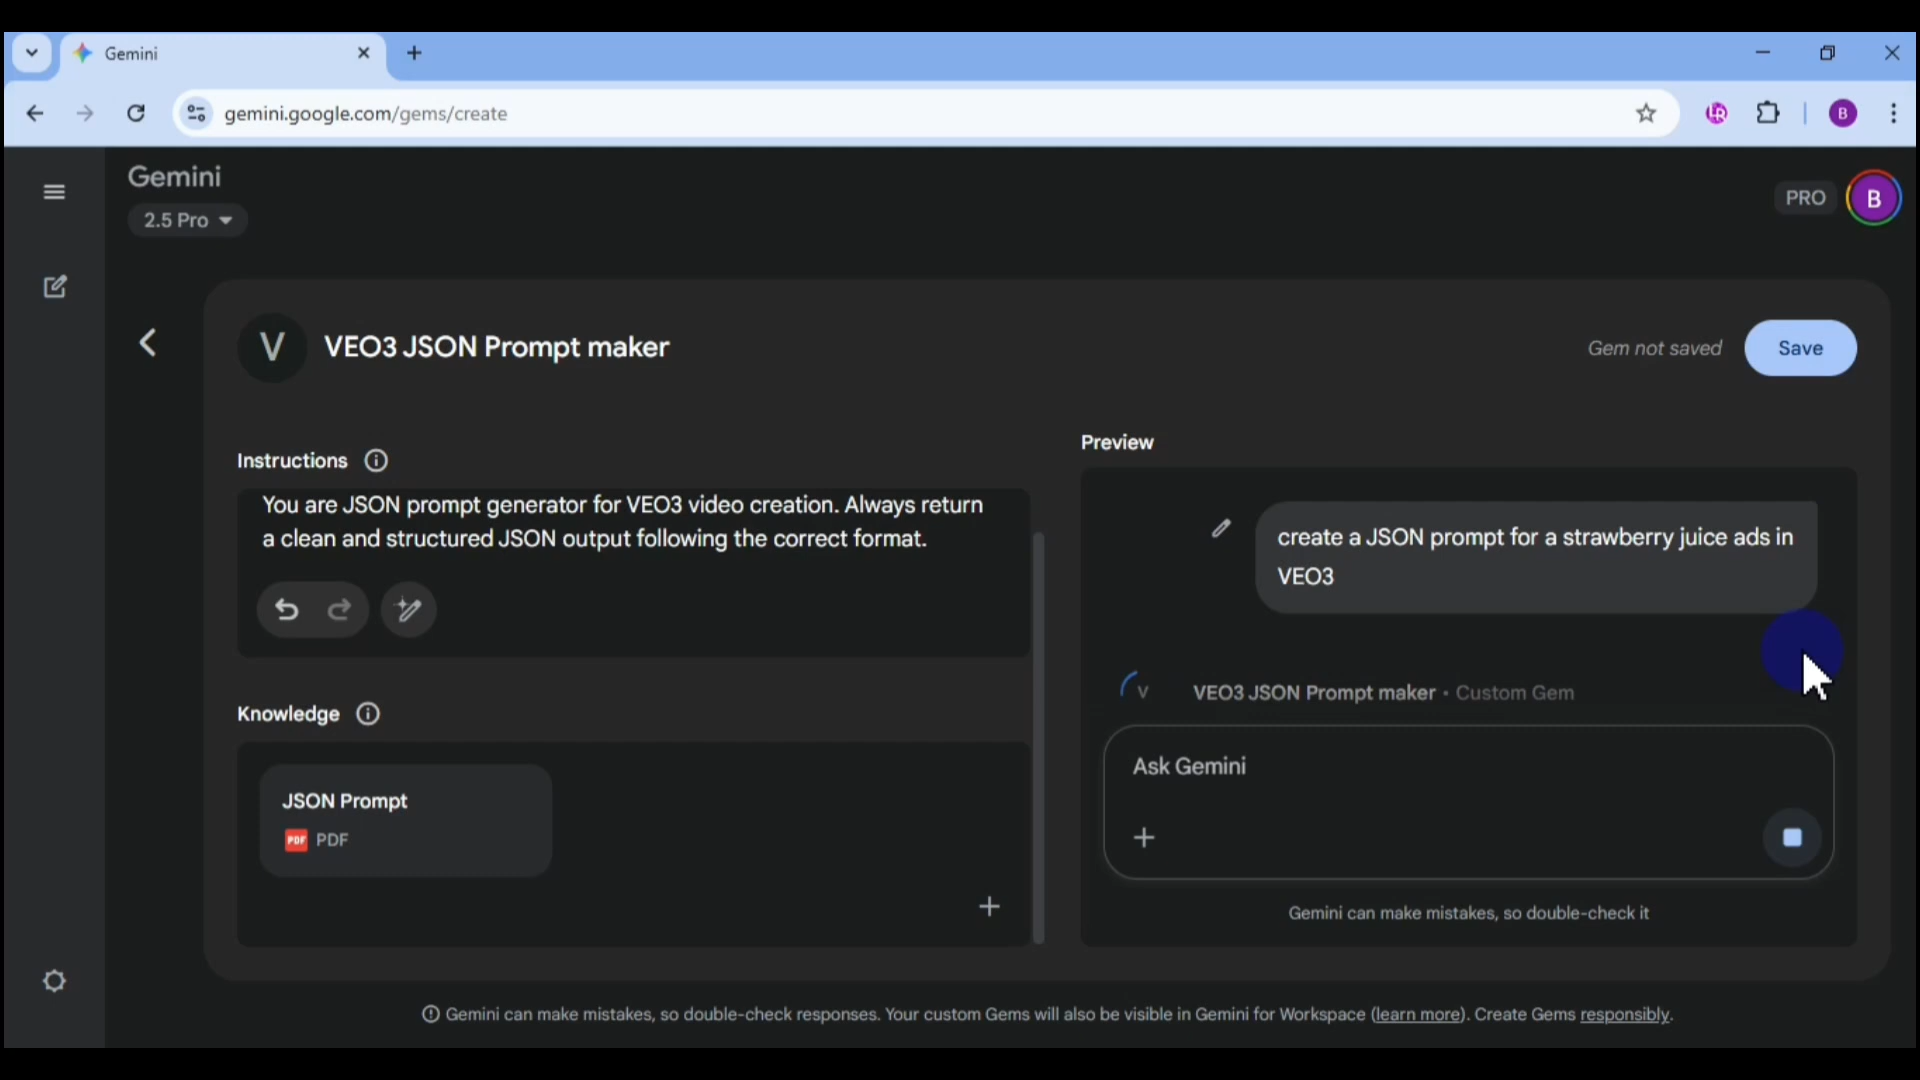 Gemini
gemini.google.com/gems/create
B
Gemini
2.5 Pro
PRO
B
V
VEO3 JSON Prompt maker
Gem not saved
Save
Instructions
You are JSON prompt generator for VEO3 video creation. Always return
a clean and structured JSON output following the correct format.
Knowledge
JSON Prompt
PDF PDF
Preview
create a JSON prompt for a strawberry juice ads in
VEO3
V VEO3 JSON Prompt maker • Custom Gem
Ask Gemini
Gemini can make mistakes, so double-check it
Gemini can make mistakes, so double-check responses. Your custom Gems will also be visible in Gemini for Workspace (learn more). Create Gems responsibly.